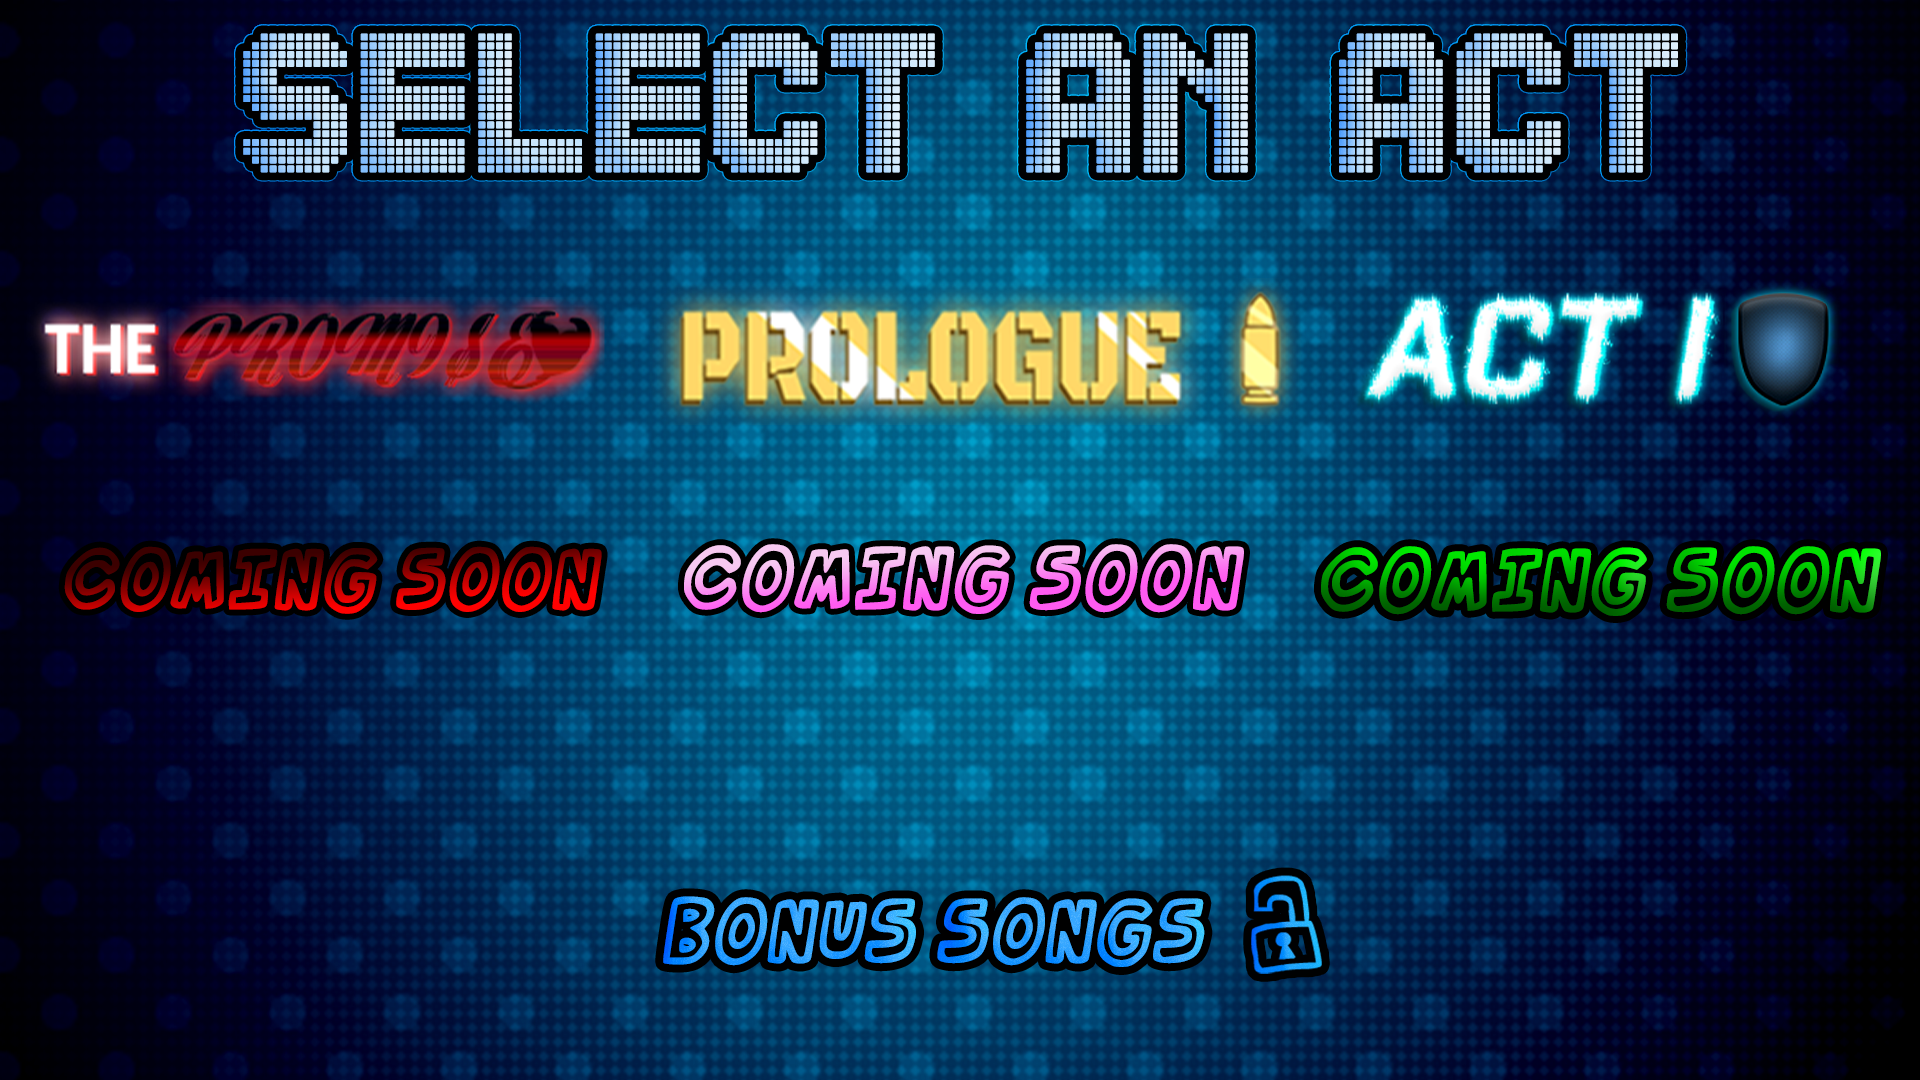 SELECT AN ACT
THE PROMISE PROLOGUE ACT I
COMING SOON COMING SOON COMING SOON
BONUS SONGS